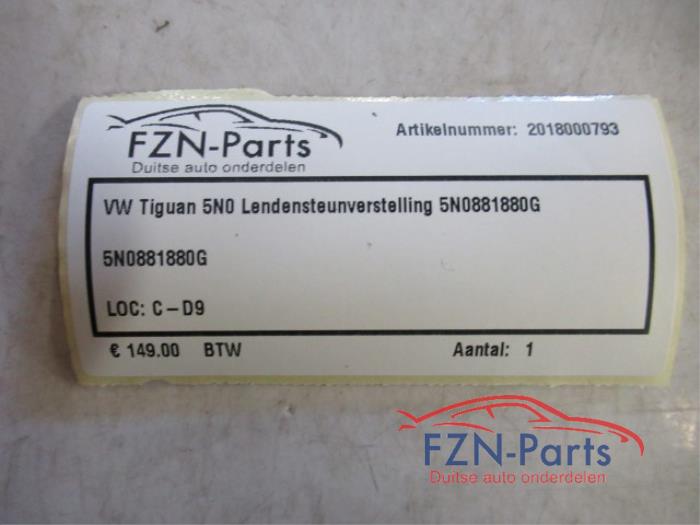 FZN-Parts
Duitse auto onderdelen
Artikelnummer: 2018000793
VW Tiguan 5N0 Lendensteunverstelling 5N0881880G
5N0881880G
LOC: C-D9
€ 149.00 BTW
Aantal: 1
FZN-Parts
Duitse auto onderdelen